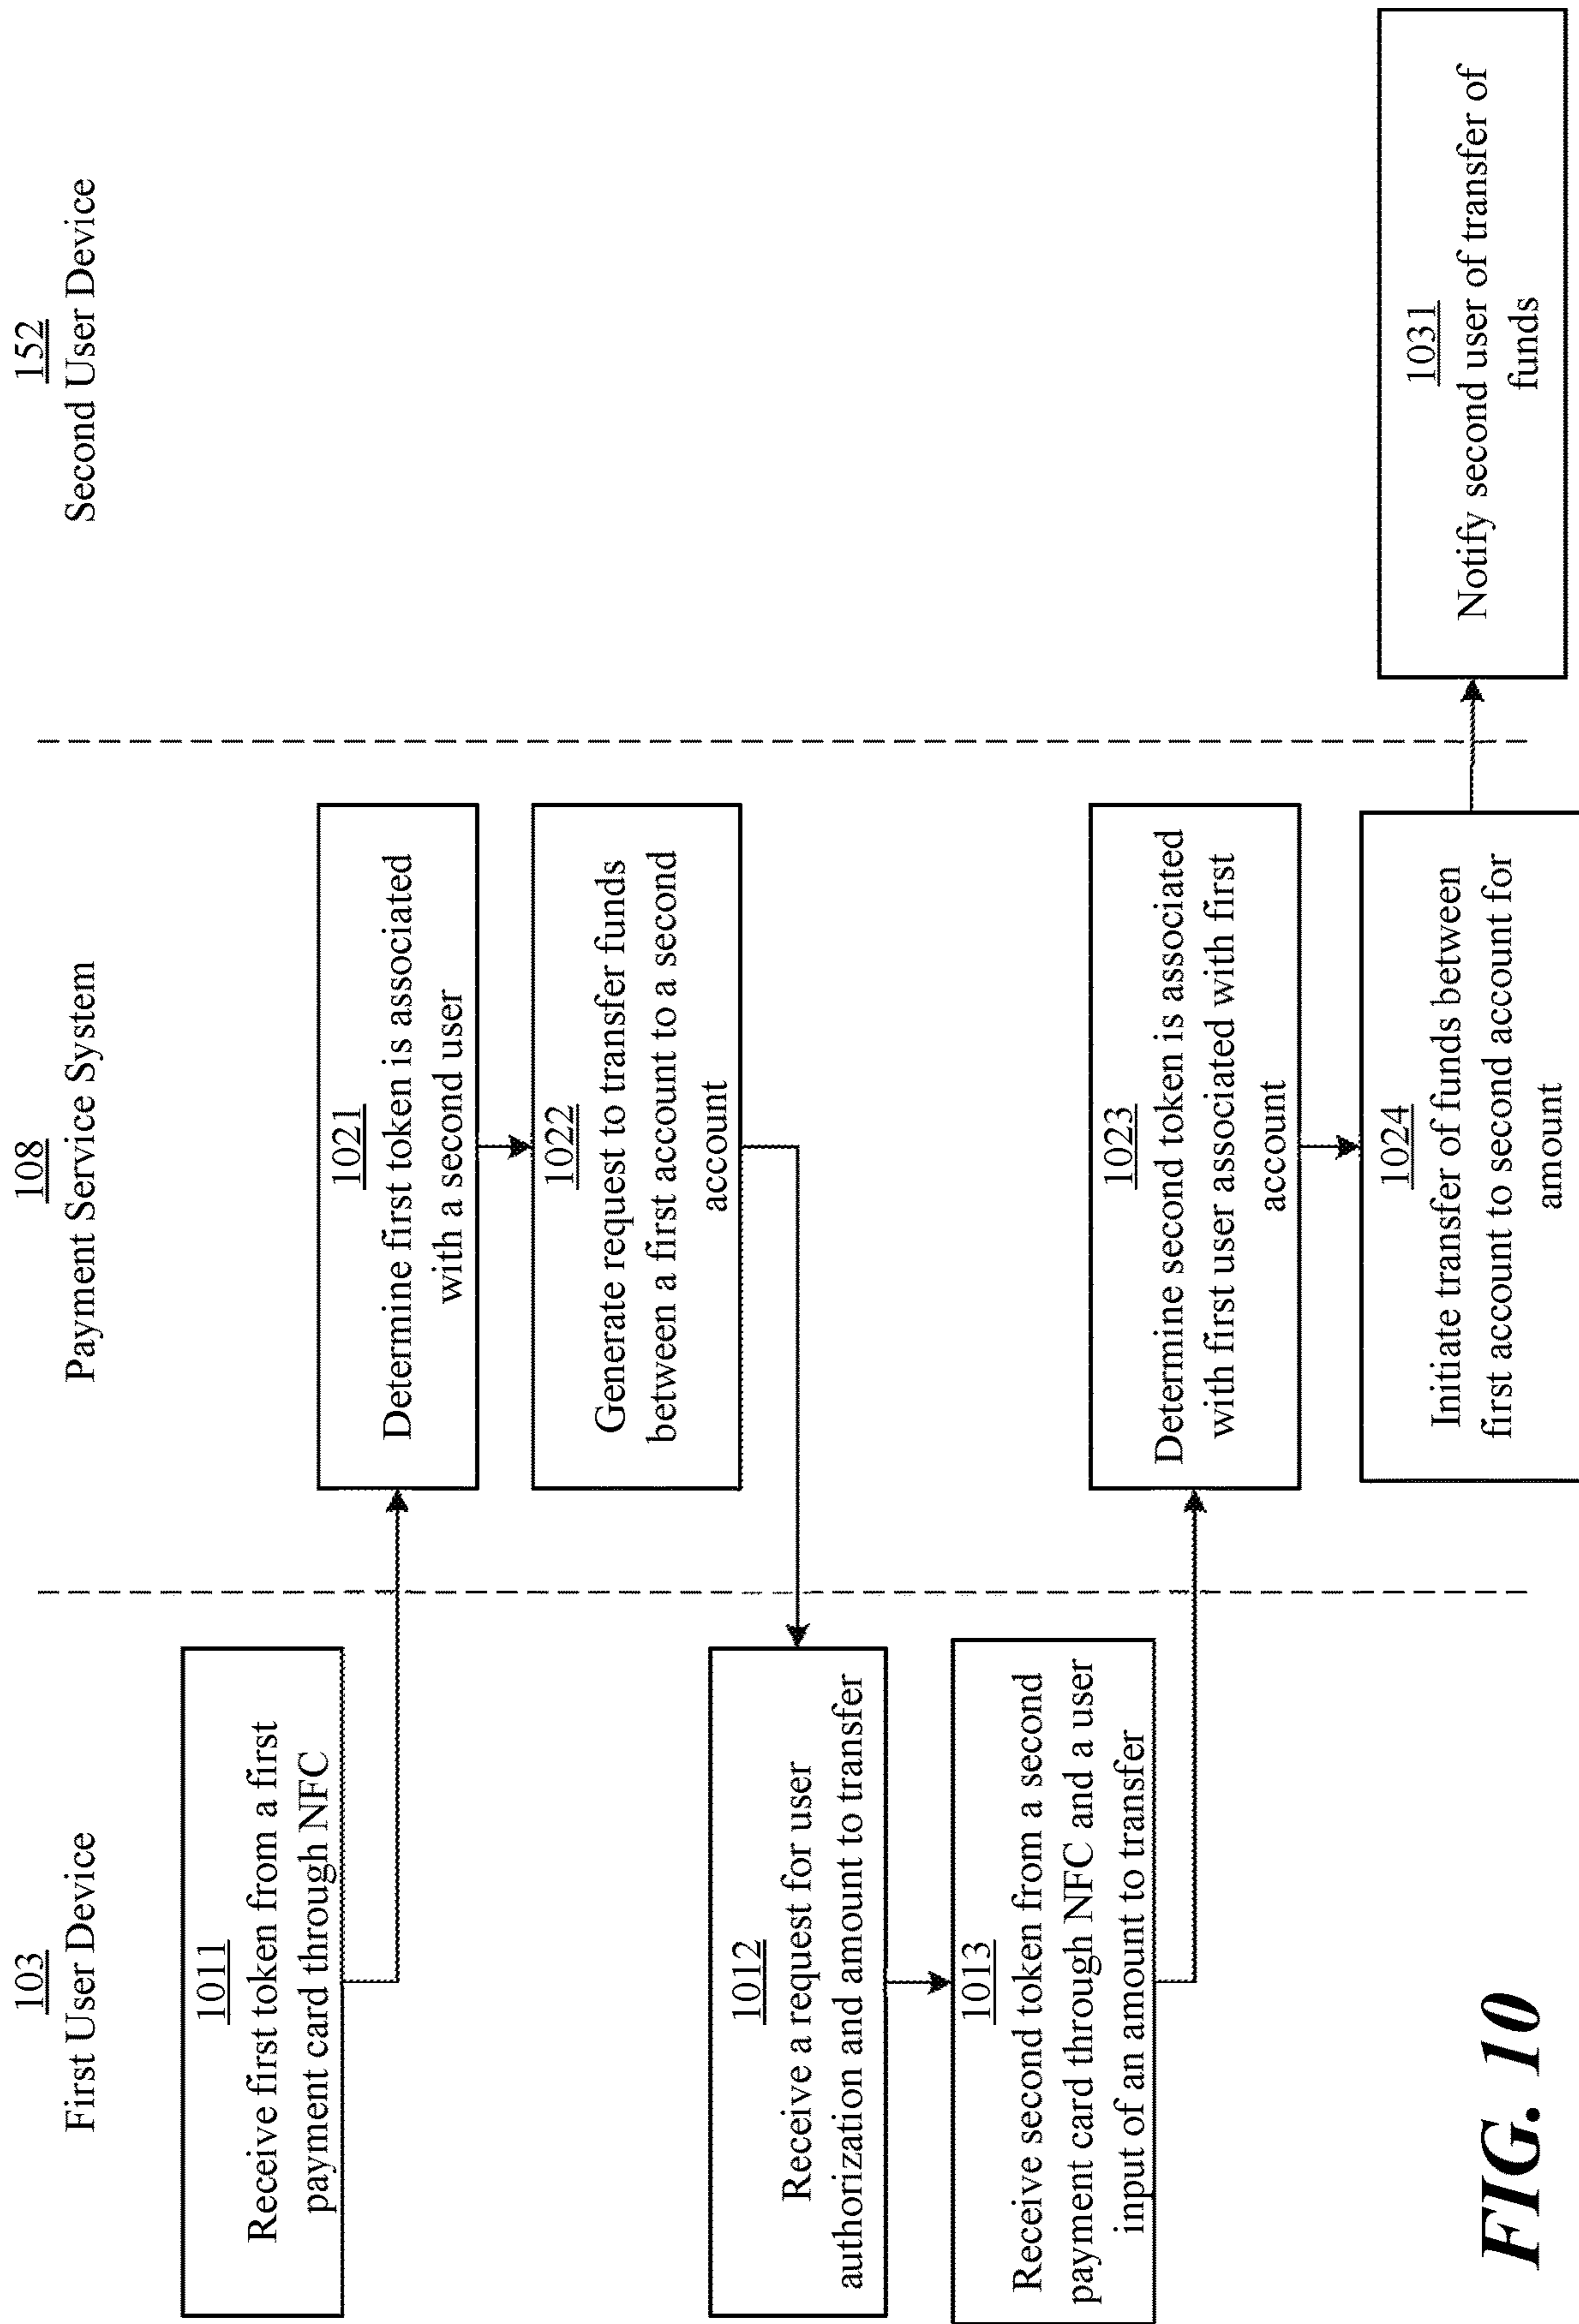 103
First User Device
108
Payment Service System
152
Second User Device
1011
Receive first token from a first
payment card through NFC
1021
Determine first token is associated
with a second user
1022
Generate request to transfer funds
between a first account to a second
account
1012
Receive a request for user
authorization and amount to transfer
1013
Receive second token from a second
payment card through NFC and a user
input of an amount to transfer
1023
Determine second token is associated
with first user associated with first
account
1024
Initiate transfer of funds between
first account to second account for
amount
1031
Notify second user of transfer of
funds
FIG. 10